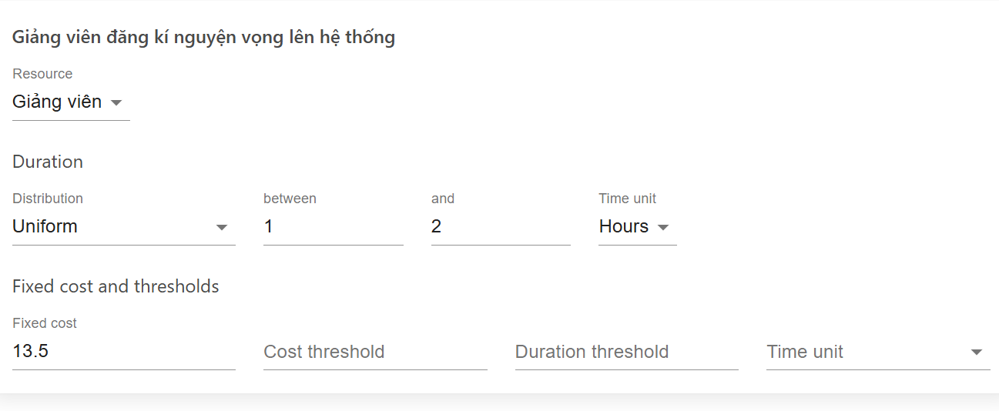 Giảng viên đăng kí nguyện vọng lên hệ thống
Resource
Giảng viên
Duration
Distribution between and Time unit
Uniform 1 2 Hours
Fixed cost and thresholds
Fixed cost
13.5 Cost threshold Duration threshold Time unit